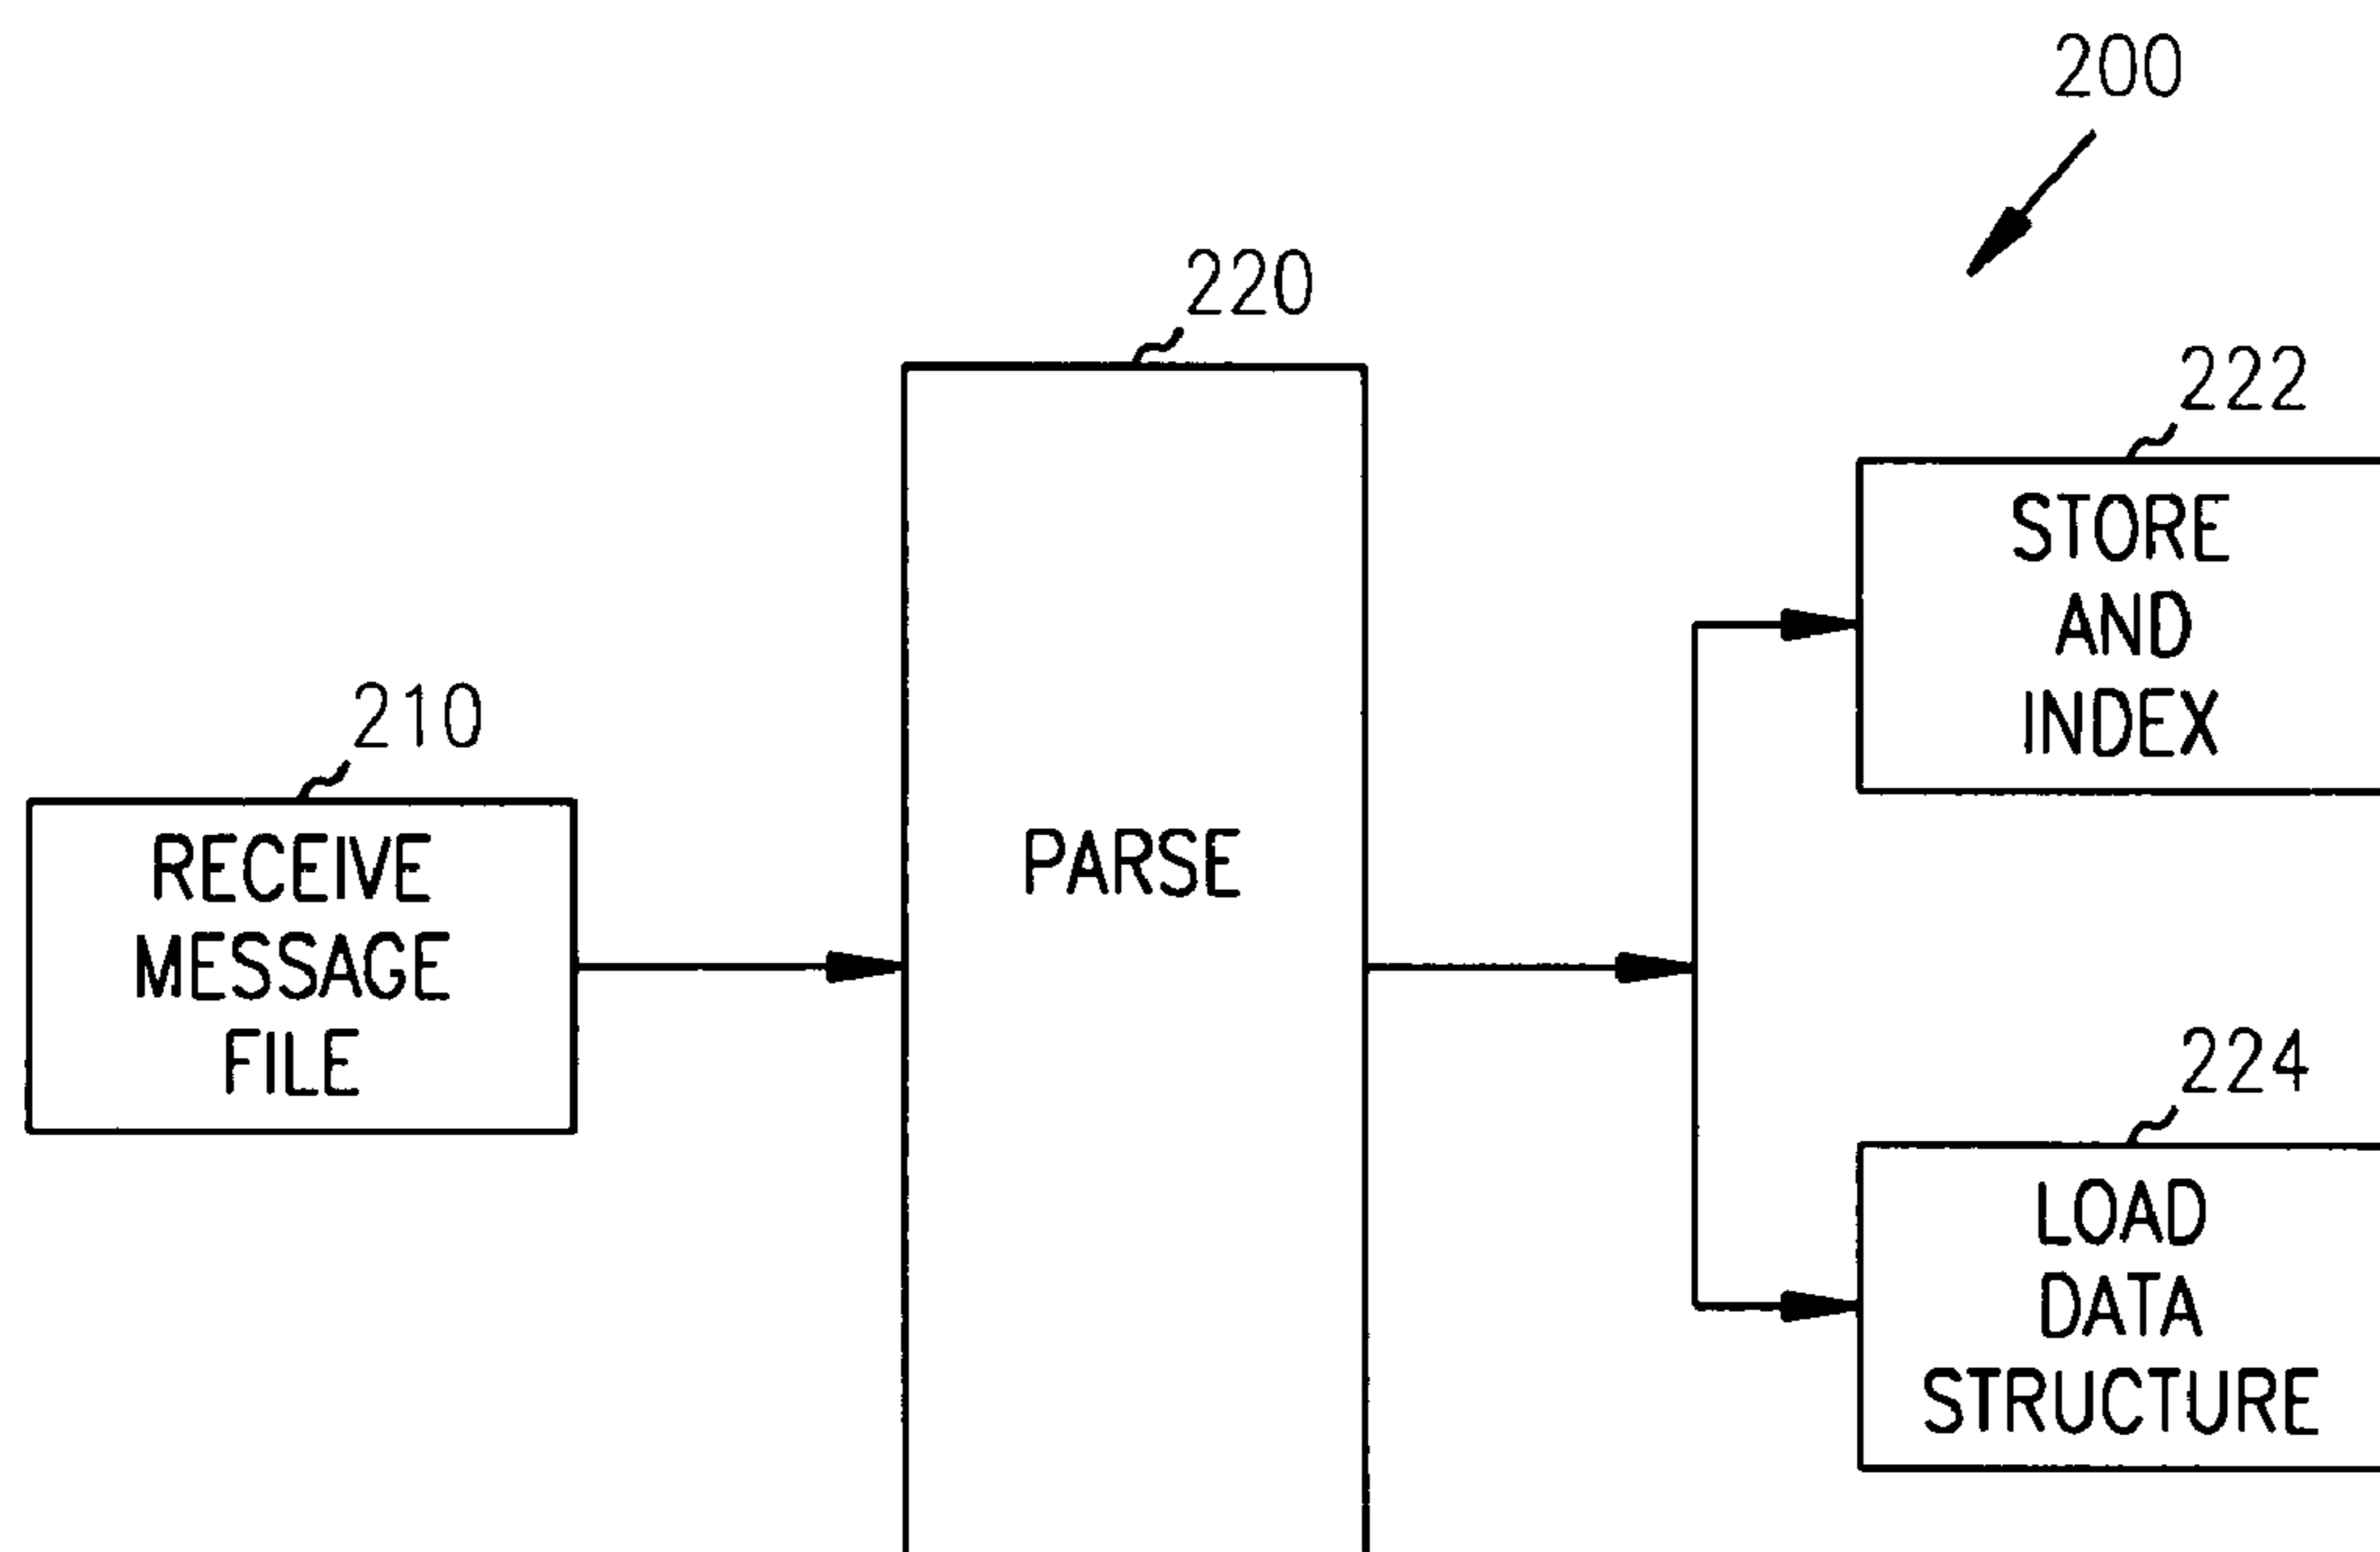 200
220
222
STORE
AND
INDEX
210
RECEIVE
MESSAGE
FILE
PARSE
224
LOAD
DATA
STRUCTURE